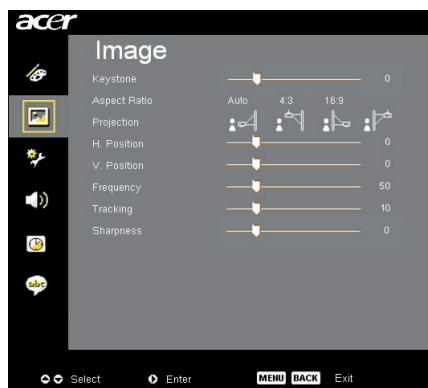 acer
Image
Keystone 0
Aspect Ratio Auto 4:3 16:9
Projection
H. Position 0
V. Position 0
Frequency 50
Tracking 10
Sharpness 0
abc
Select Enter MENU BACK Exit